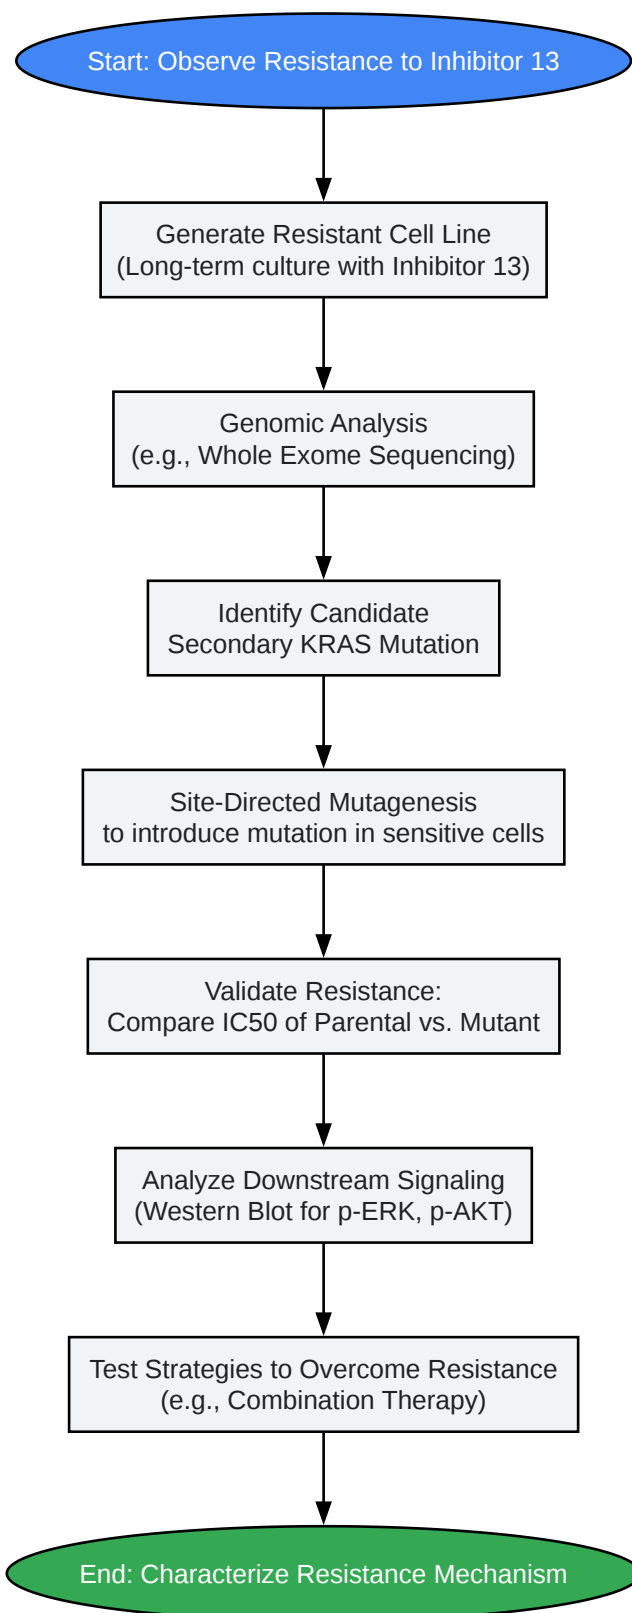 Start: Observe Resistance to Inhibitor 13
Generate Resistant Cell Line
(Long-term culture with Inhibitor 13)
Genomic Analysis
(e.g., Whole Exome Sequencing)
Identify Candidate
Secondary KRAS Mutation
Site-Directed Mutagenesis
to introduce mutation in sensitive cells
Validate Resistance:
Compare IC50 of Parental vs. Mutant
Analyze Downstream Signaling
(Western Blot for p-ERK, p-AKT)
Test Strategies to Overcome Resistance
(e.g., Combination Therapy)
End: Characterize Resistance Mechanism